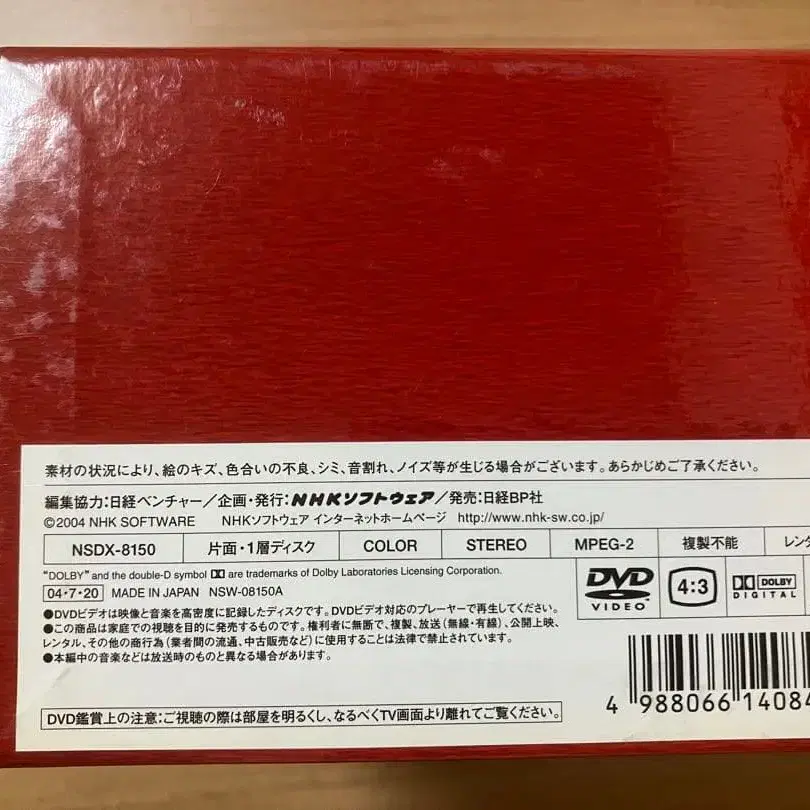 素材の状況により、絵のキズ、色合いの不良、シミ、音割れ、ノイズ等が生じる場合がございます。あらかじめご了承ください。
編集協力:日経ベンチャー/企画・発行:NHKソフトウェア/発売:日経BP社
©2004 NHK SOFTWARE NHKソフトウェア インターネットホームページ http://www.nhk-sw.co.jp/
NSDX-8150 片面・1層ディスク COLOR STEREO MPEG-2 複製不能 レンタ
"DOLBY" and the double-D symbol are trademarks of Dolby Laboratories Licensing Corporation.
04・7・20 MADE IN JAPAN NSW-08150A
●DVDビデオは映像と音楽を高密度に記録したディスクです。DVDビデオ対応のプレーヤーで再生してください。
●この商品は家庭での視聴を目的に発売するものです。権利者に無断で、複製、放送(無線・有線)、公開上映、
レンタル、その他の商行為(業者間の流通、中古販売など)に使用することは法律で禁止されています。
●本編中の音楽などは放送時のものと異なる場合があります。
DVD鑑賞上の注意:ご視聴の際は部屋を明るくし、なるべくTV画面より離れてご覧ください。
DVD
VIDEO
4:3
DOLBY
DIGITAL
4 988066 14084